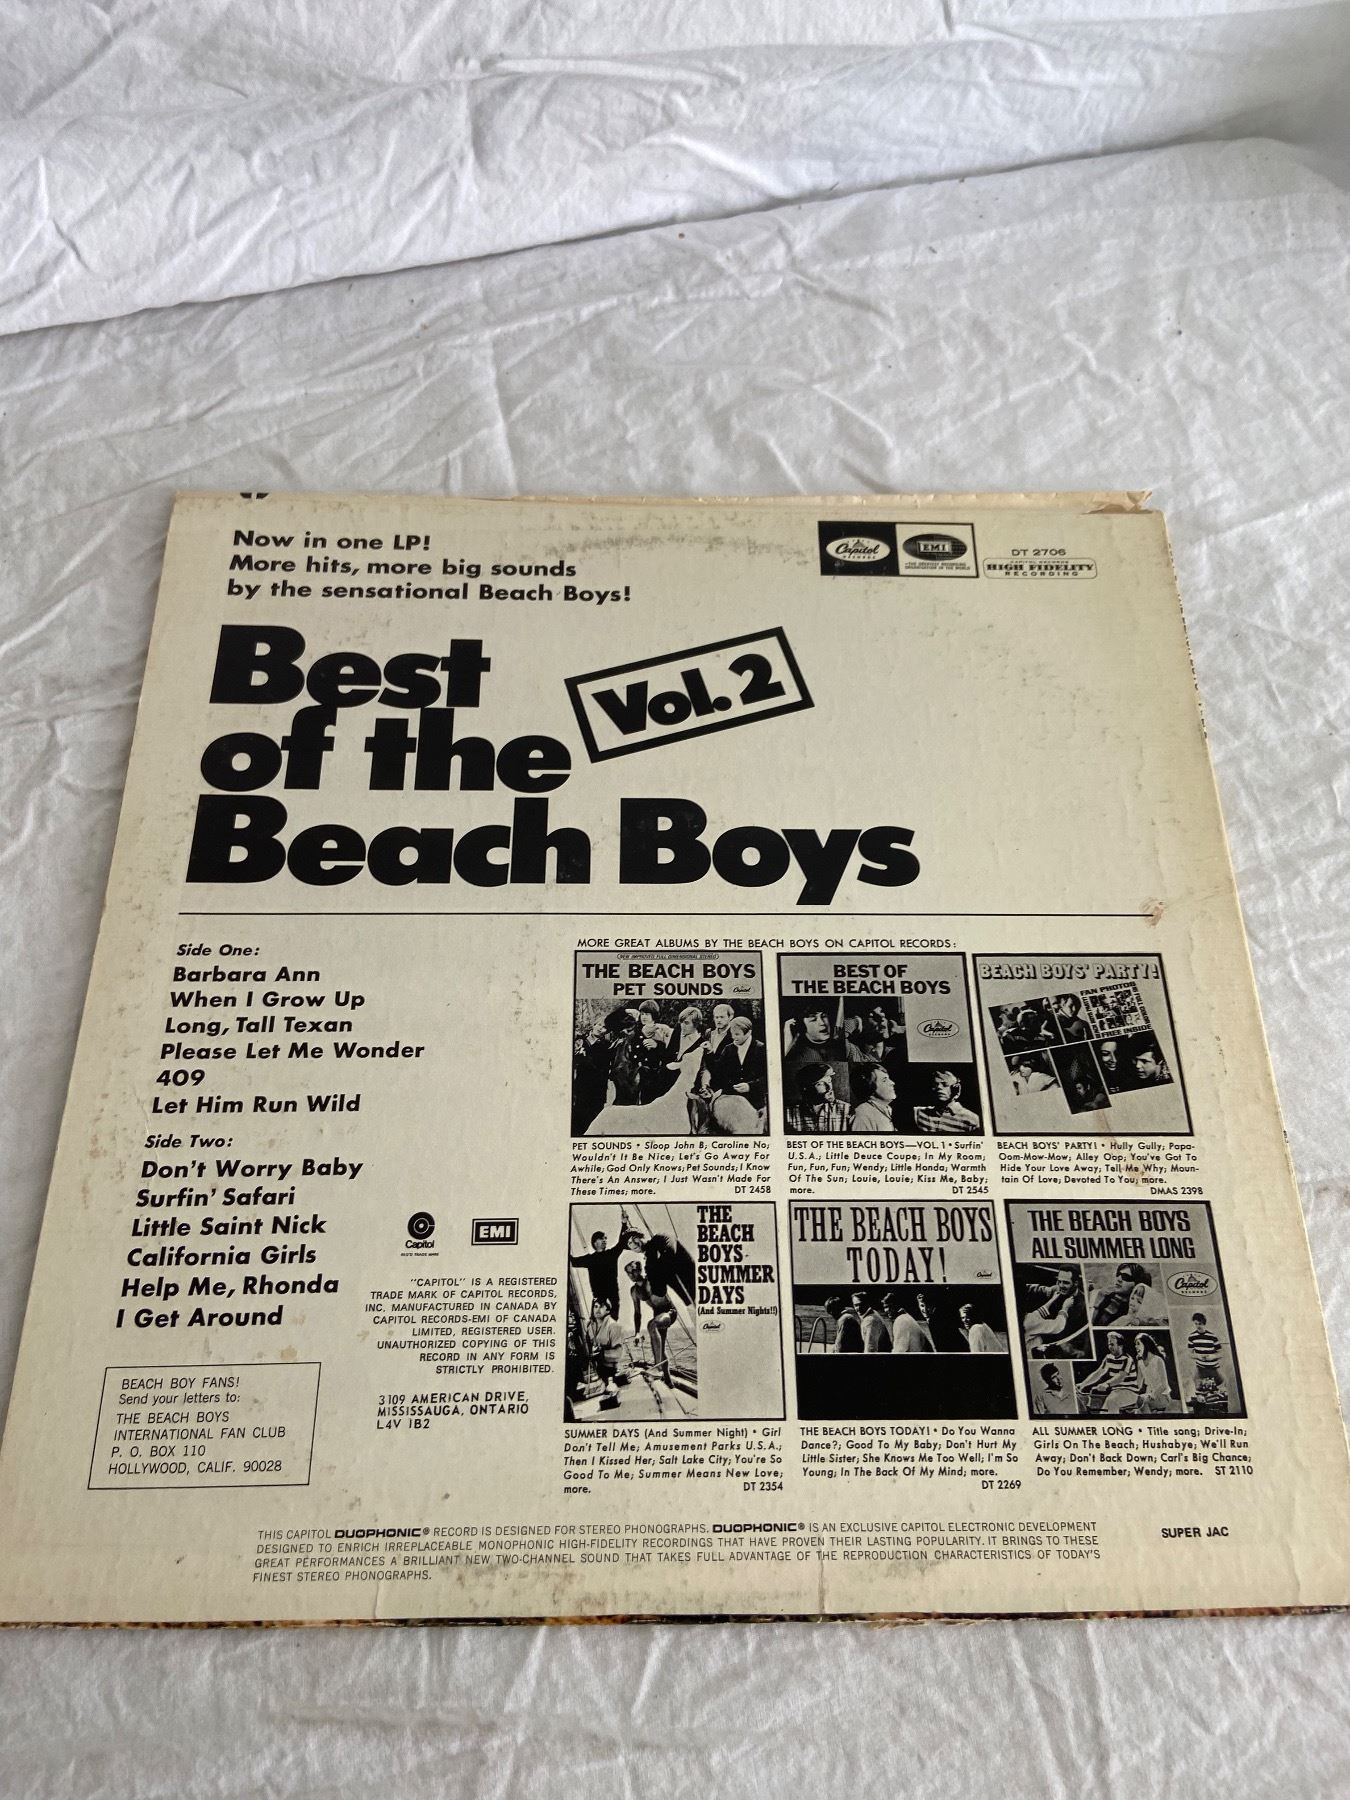 Now in one LP!
More hits, more big sounds
by the sensational Beach Boys!
Capitol
RECORDS
EMI
DT 2706
CAPITOL RECORDS
HIGH FIDELITY
RECORDING
Best
of the
Beach Boys
Vol. 2
Side One:
Barbara Ann
When I Grow Up
Long, Tall Texan
Please Let Me Wonder
409
Let Him Run Wild
Side Two:
Don't Worry Baby
Surfin' Safari
Little Saint Nick
California Girls
Help Me, Rhonda
I Get Around
BEACH BOY FANS!
Send your letters to:
THE BEACH BOYS
INTERNATIONAL FAN CLUB
P. O. BOX 110
HOLLYWOOD, CALIF. 90028
Capitol
EMI
"CAPITOL" IS A REGISTERED
TRADE MARK OF CAPITOL RECORDS,
INC. MANUFACTURED IN CANADA BY
CAPITOL RECORDS-EMI OF CANADA
LIMITED, REGISTERED USER.
UNAUTHORIZED COPYING OF THIS
RECORD IN ANY FORM IS
STRICTLY PROHIBITED.
3109 AMERICAN DRIVE,
MISSISSAUGA, ONTARIO
L4V 1B2
MORE GREAT ALBUMS BY THE BEACH BOYS ON CAPITOL RECORDS:
THE BEACH BOYS
PET SOUNDS
Capitol
PET SOUNDS • Sloop John B; Caroline No;
Wouldn't It Be Nice; Let's Go Away For
Awhile; God Only Knows; Pet Sounds; I Know
There's An Answer; I Just Wasn't Made For
These Times; more. DT 2458
BEST OF
THE BEACH BOYS
Capitol
BEST OF THE BEACH BOYS—VOL. 1 • Surfin'
U.S.A.; Little Deuce Coupe; In My Room;
Fun, Fun, Fun; Wendy; Little Honda; Warmth
Of The Sun; Louie, Louie; Kiss Me, Baby;
more. DT 2545
BEACH BOYS' PARTY!
FAN PHOTOS
FREE INSIDE
BEACH BOYS' PARTY! • Hully Gully; Papa-
Oom-Mow-Mow; Alley Oop; You've Got To
Hide Your Love Away; Tell Me Why; Moun-
tain Of Love; Devoted To You; more.
DMAS 2398
THE
BEACH
BOYS
SUMMER
DAYS
(And Summer Nights!!)
Capitol
SUMMER DAYS (And Summer Night) • Girl
Don't Tell Me; Amusement Parks U.S.A.;
Then I Kissed Her; Salt Lake City; You're So
Good To Me; Summer Means New Love;
more. DT 2354
THE BEACH BOYS
TODAY!
Capitol
THE BEACH BOYS TODAY! • Do You Wanna
Dance?; Good To My Baby; Don't Hurt My
Little Sister; She Knows Me Too Well; I'm So
Young; In The Back Of My Mind; more.
DT 2269
THE BEACH BOYS
ALL SUMMER LONG
Capitol
ALL SUMMER LONG • Title song; Drive-In;
Girls On The Beach; Hushabye; We'll Run
Away; Don't Back Down; Carl's Big Chance;
Do You Remember; Wendy; more. ST 2110
THIS CAPITOL DUOPHONIC® RECORD IS DESIGNED FOR STEREO PHONOGRAPHS. DUOPHONIC® IS AN EXCLUSIVE CAPITOL ELECTRONIC DEVELOPMENT
DESIGNED TO ENRICH IRREPLACEABLE MONOPHONIC HIGH-FIDELITY RECORDINGS THAT HAVE PROVEN THEIR LASTING POPULARITY. IT BRINGS TO THESE
GREAT PERFORMANCES A BRILLIANT NEW TWO-CHANNEL SOUND THAT TAKES FULL ADVANTAGE OF THE REPRODUCTION CHARACTERISTICS OF TODAY'S
FINEST STEREO PHONOGRAPHS.
SUPER JAC